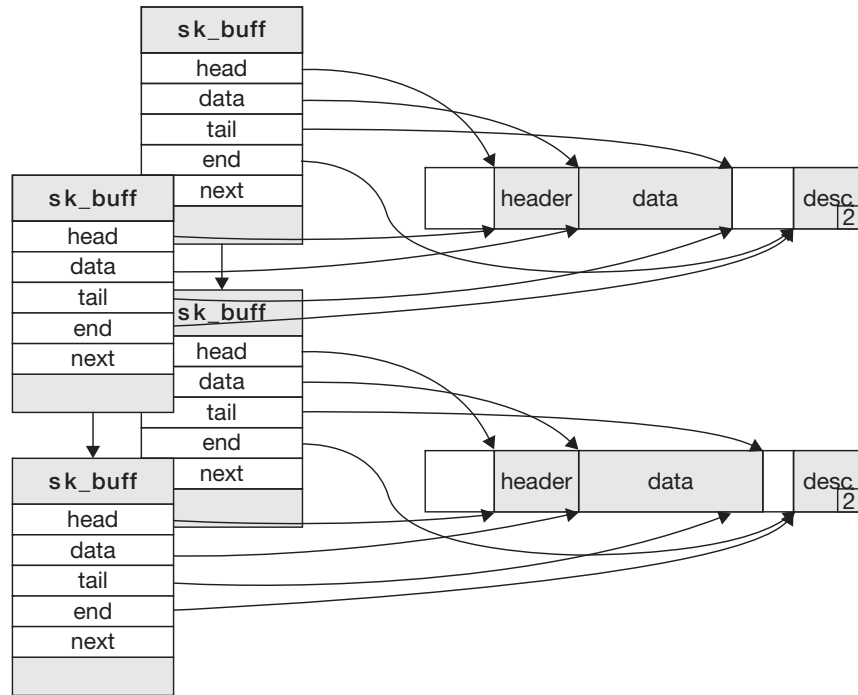 sk_buff
head
data
tail
end
next
header data desc
2
sk_buff
head
data
tail
end
next
sk_buff
head
data
tail
end
next
header data desc
2
sk_buff
head
data
tail
end
next